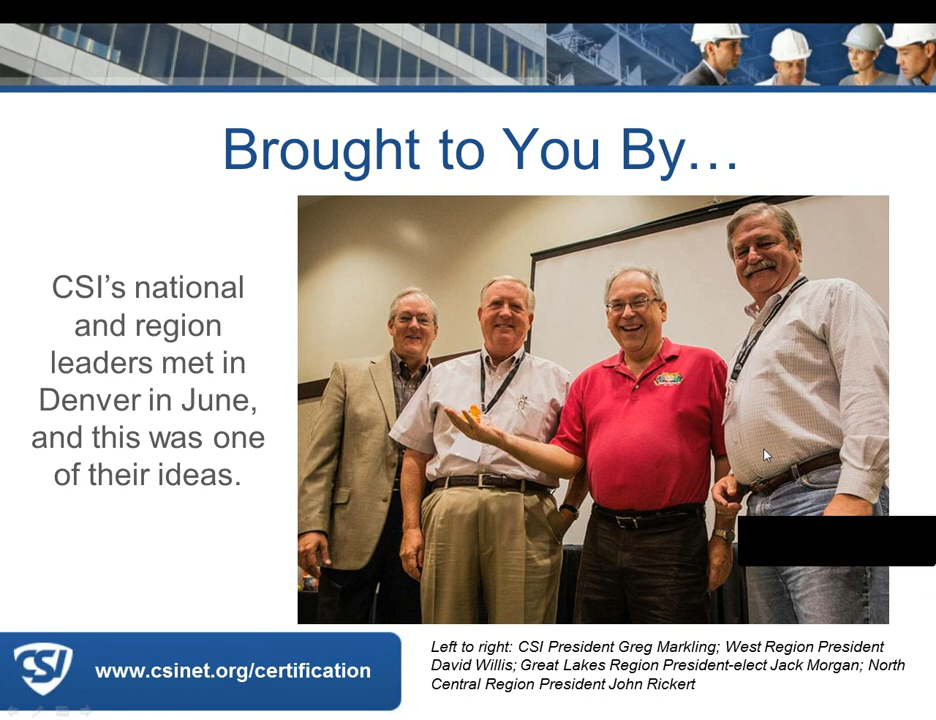 Brought to You By…
CSI’s national
and region
leaders met in
Denver in June,
and this was one
of their ideas.
CSI
www.csinet.org/certification
Left to right: CSI President Greg Markling; West Region President
David Willis; Great Lakes Region President-elect Jack Morgan; North
Central Region President John Rickert